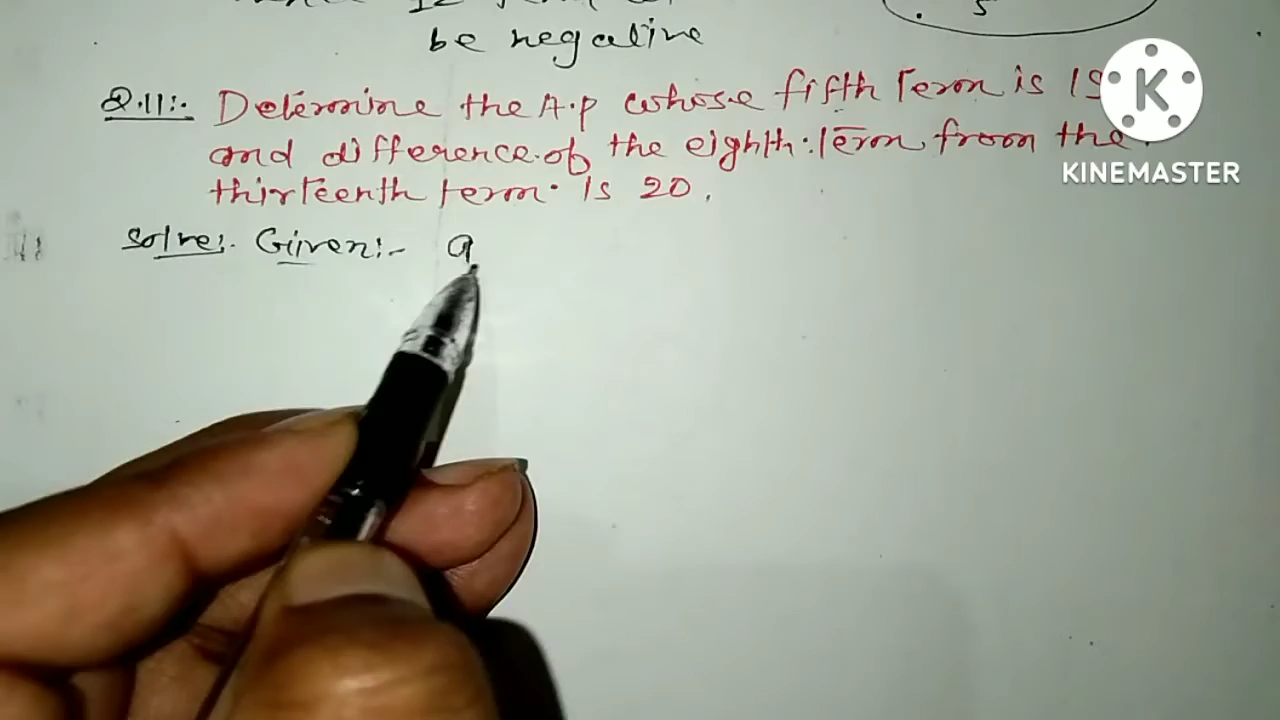 be negative
Q.11:. Determine the A.P whose fifth Term is 19
and difference of the eighth Term from the
thirteenth term is 20.
Solve:. Given:- a
K
KINEMASTER